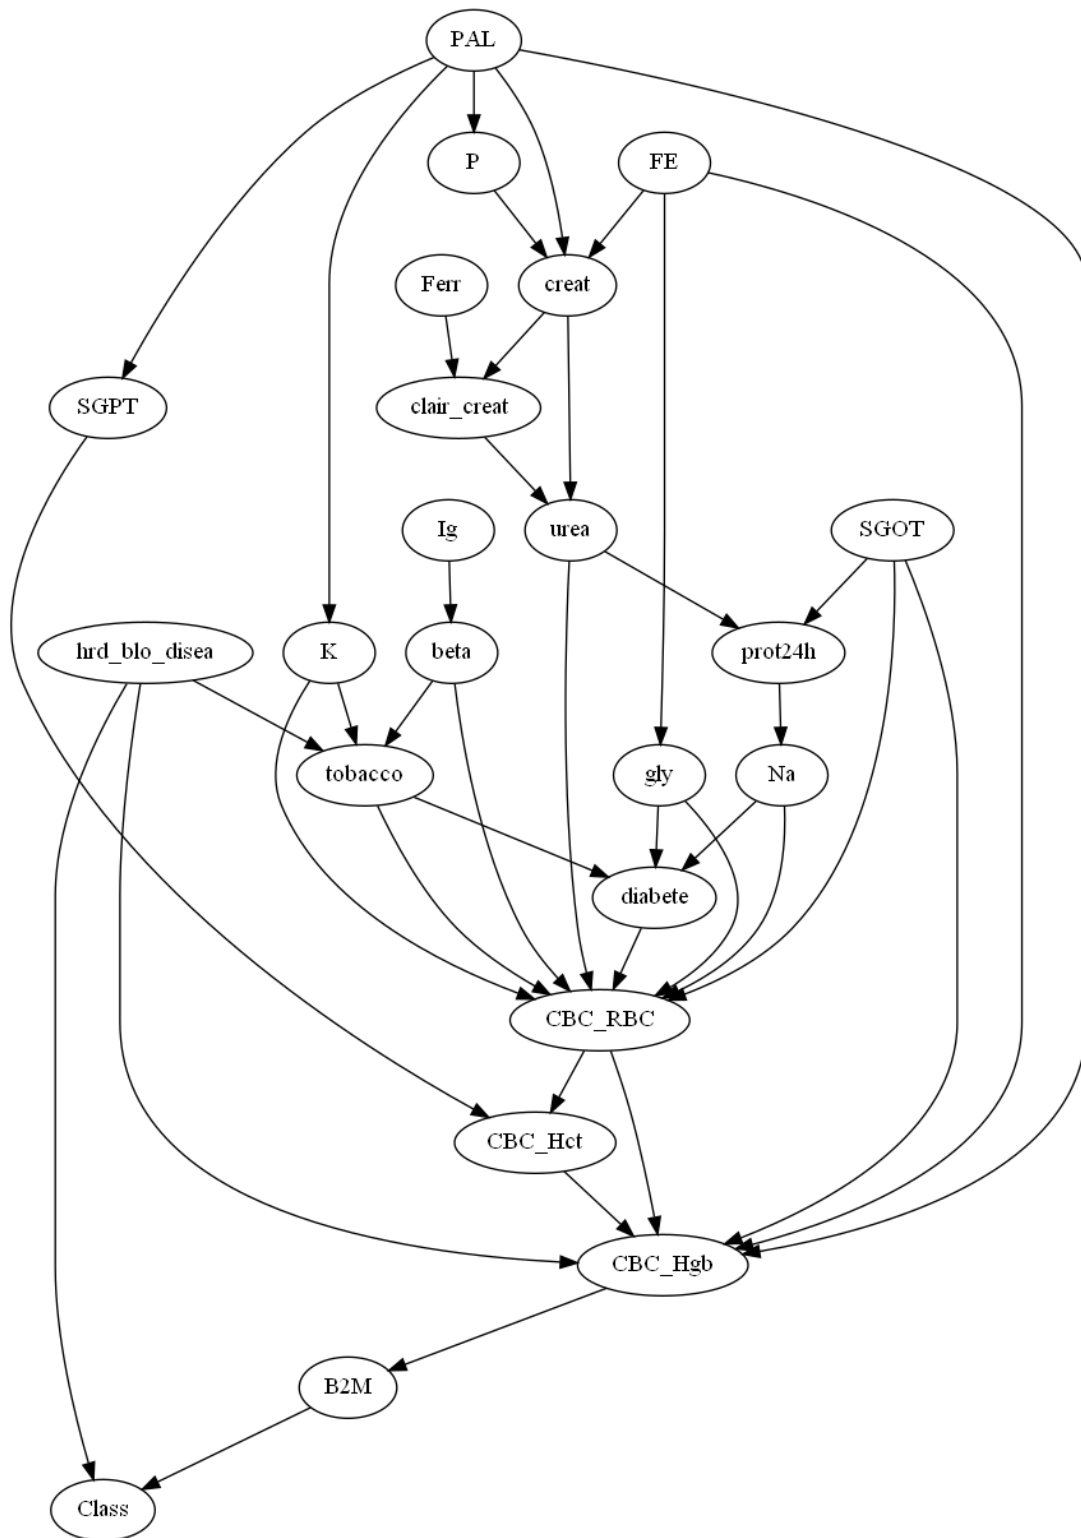 PAL
P
FE
Ferr
creat
SGPT
clair_creat
Ig
urea
SGOT
hrd_blo_disea
K
beta
prot24h
tobacco
gly
Na
diabete
CBC_RBC
CBC_Hct
CBC_Hgb
B2M
Class